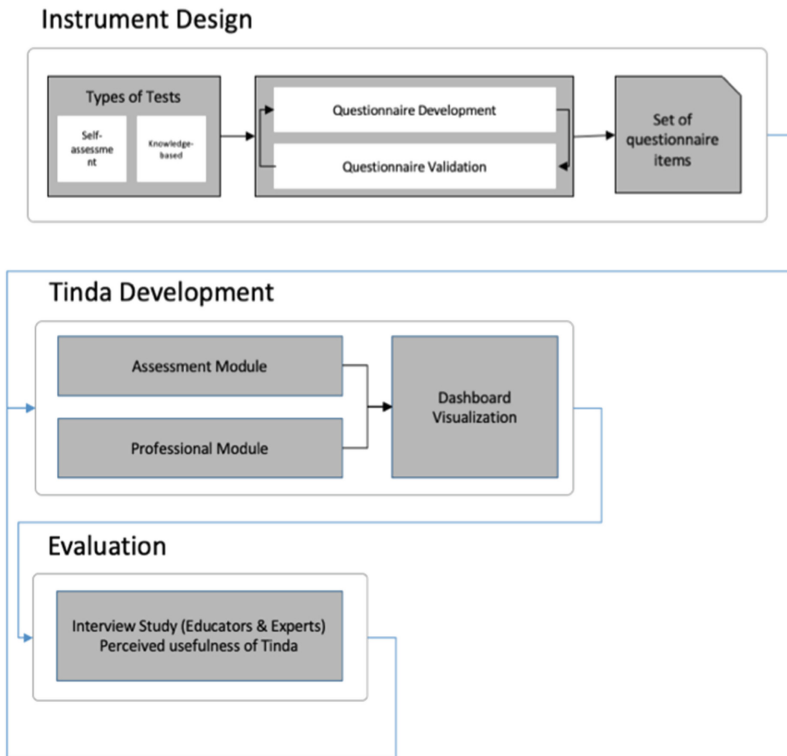 Instrument Design
Types of Tests
Self-
assessme
nt
Knowledge-
based
Questionnaire Development
Questionnaire Validation
Set of
questionnaire
items
Tinda Development
Assessment Module
Professional Module
Dashboard
Visualization
Evaluation
Interview Study (Educators & Experts)
Perceived usefulness of Tinda